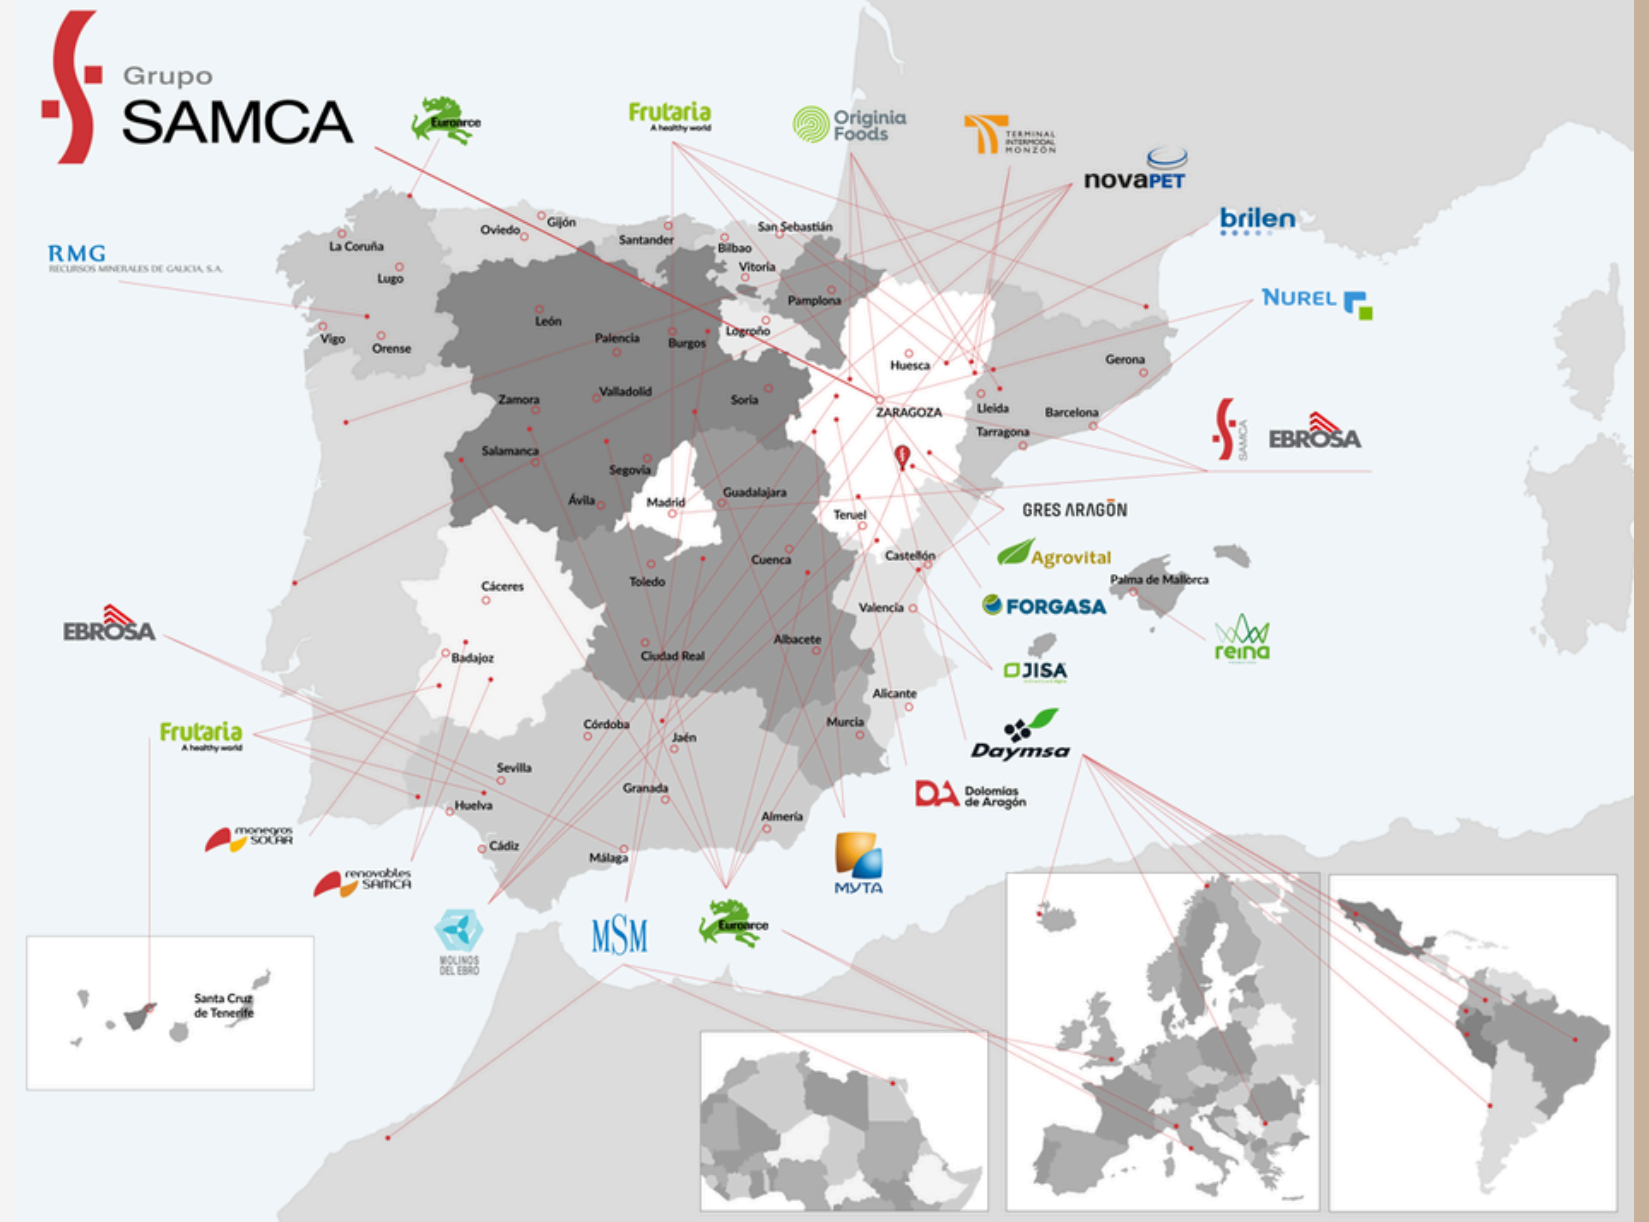 Grupo
SAMCA
Euroarce
Frutaria
A healthy world
Originia
Foods
TERMINAL
INTERMODAL
MONZÓN
novaPET
brilen
NUREL
RMG
RECURSOS MINERALES DE GALICIA, S.A.
La Coruña
Lugo
Vigo
Orense
Oviedo
Gijón
Santander
Bilbao
San Sebastián
Vitoria
Pamplona
Logroño
León
Palencia
Burgos
Zamora
Valladolid
Soria
Salamanca
Segovia
Ávila
Huesca
ZARAGOZA
Lleida
Gerona
Barcelona
Tarragona
SAMCA
EBROSA
Madrid
Guadalajara
Teruel
GRES ARAGÓN
Castellón
Agrovital
Cuenca
Toledo
Cáceres
Valencia
FORGASA
Palma de Mallorca
reina
EBROSA
Badajoz
Ciudad Real
Albacete
JISA
Alicante
Murcia
Daymsa
Frutaria
A healthy world
Córdoba
Jaén
Sevilla
Granada
Huelva
Almería
Cádiz
Málaga
DA Dolomías
de Aragón
monegros
SOLAR
renovables
SAMCA
MYTA
MOLINOS
DEL EBRO
MSM
Euroarce
Santa Cruz
de Tenerife